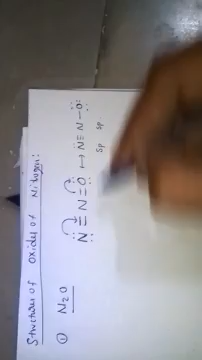 Structure of oxides of Nitrogen:
① N₂O
N̈ = N = Ö ↔ :N ≡ N – Ö:
Sp Sp